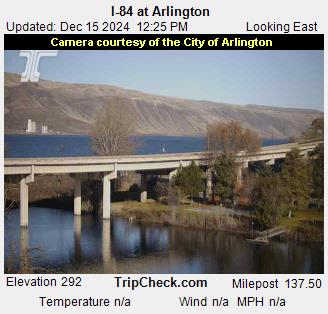 I-84 at Arlington
Updated: Dec 15 2024 12:25 PM Looking East
Camera courtesy of the City of Arlington
Elevation 292 TripCheck.com Milepost 137.50
Temperature n/a Wind n/a MPH n/a